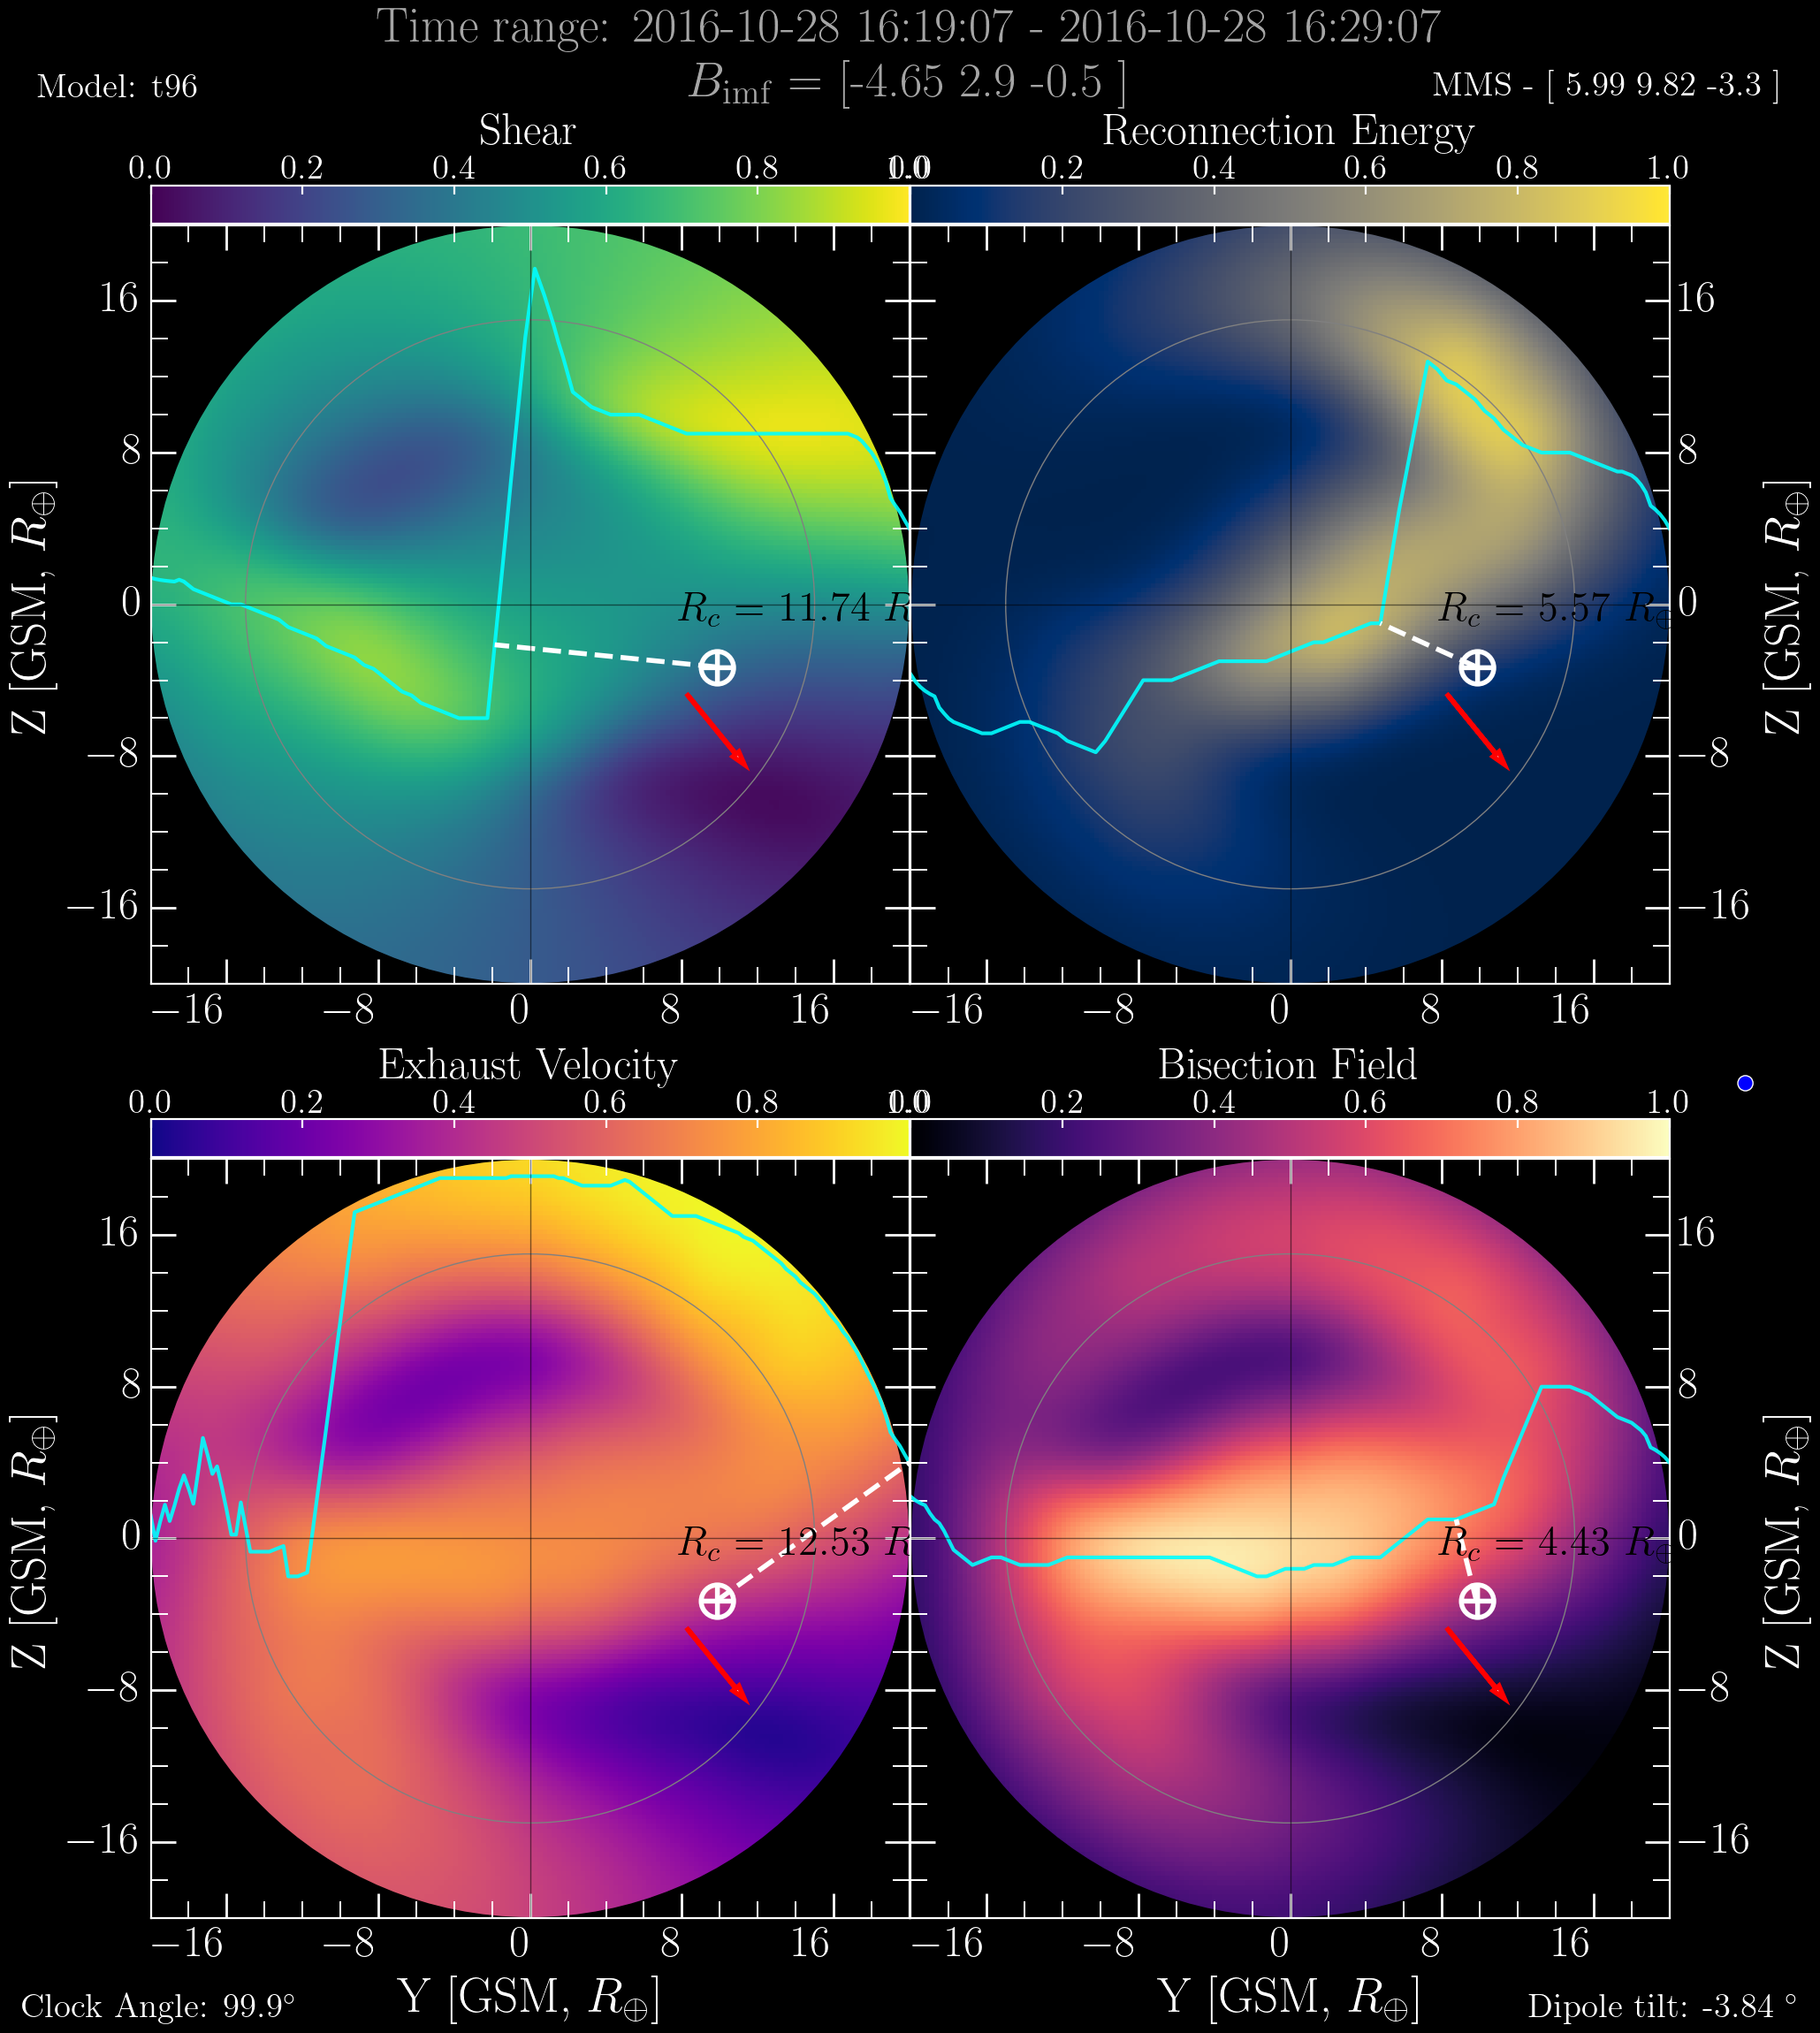 Time range: 2016-10-28 16:19:07 - 2016-10-28 16:29:07
Model: t96
B_imf = [-4.65 2.9 -0.5 ]
MMS - [ 5.99 9.82 -3.3 ]
Shear
Reconnection Energy
0.0 0.2 0.4 0.6 0.8 1.0
0.2 0.4 0.6 0.8 1.0
16 16
8 8
Z [GSM, R⊕]
Z [GSM, R⊕]
0 0
R_c = 11.74 R
R_c = 5.57 R⊕
−8 −8
−16 −16
−16 −8 0 8 16
−16 −8 0 8 16
Exhaust Velocity
Bisection Field
0.0 0.2 0.4 0.6 0.8 1.0
0.2 0.4 0.6 0.8 1.0
16 16
8 8
Z [GSM, R⊕]
Z [GSM, R⊕]
0 0
R_c = 12.53 R
R_c = 4.43 R⊕
−8 −8
−16 −16
−16 −8 0 8 16
−16 −8 0 8 16
Y [GSM, R⊕]
Y [GSM, R⊕]
Clock Angle: 99.9°
Dipole tilt: -3.84 °